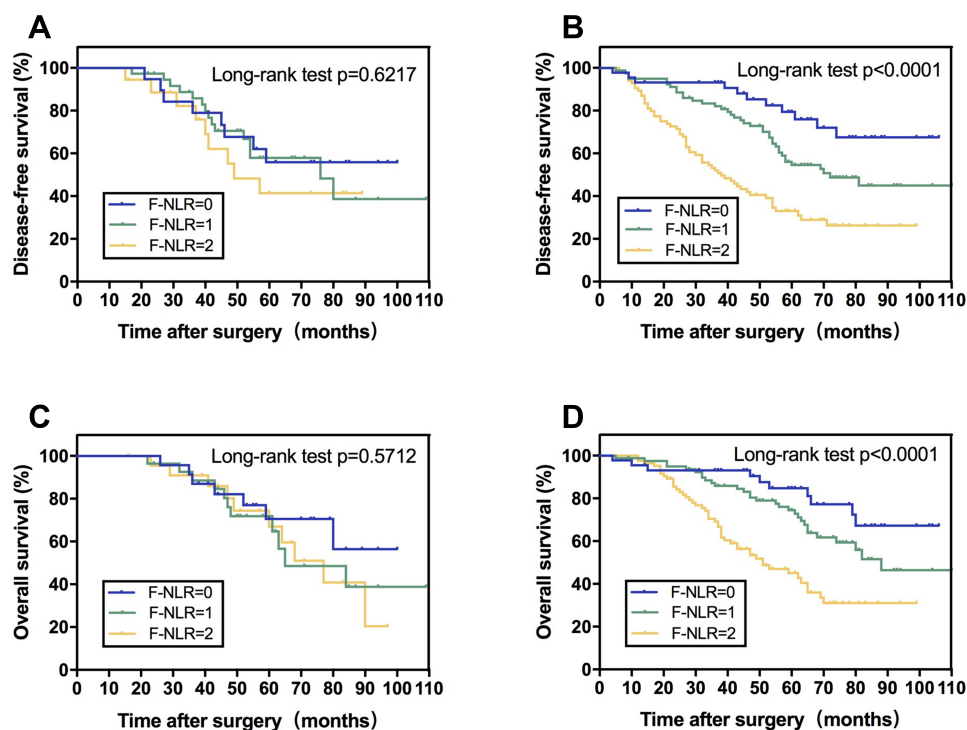 A
Disease-free survival (%)
100
80
60
40
20
0
Long-rank test p=0.6217
F-NLR=0
F-NLR=1
F-NLR=2
0 10 20 30 40 50 60 70 80 90 100 110
Time after surgery (months)
B
Disease-free survival (%)
100
80
60
40
20
0
Long-rank test p<0.0001
F-NLR=0
F-NLR=1
F-NLR=2
0 10 20 30 40 50 60 70 80 90 100 110
Time after surgery (months)
C
Overall survival (%)
100
80
60
40
20
0
Long-rank test p=0.5712
F-NLR=0
F-NLR=1
F-NLR=2
0 10 20 30 40 50 60 70 80 90 100 110
Time after surgery (months)
D
Overall survival (%)
100
80
60
40
20
0
Long-rank test p<0.0001
F-NLR=0
F-NLR=1
F-NLR=2
0 10 20 30 40 50 60 70 80 90 100 110
Time after surgery (months)